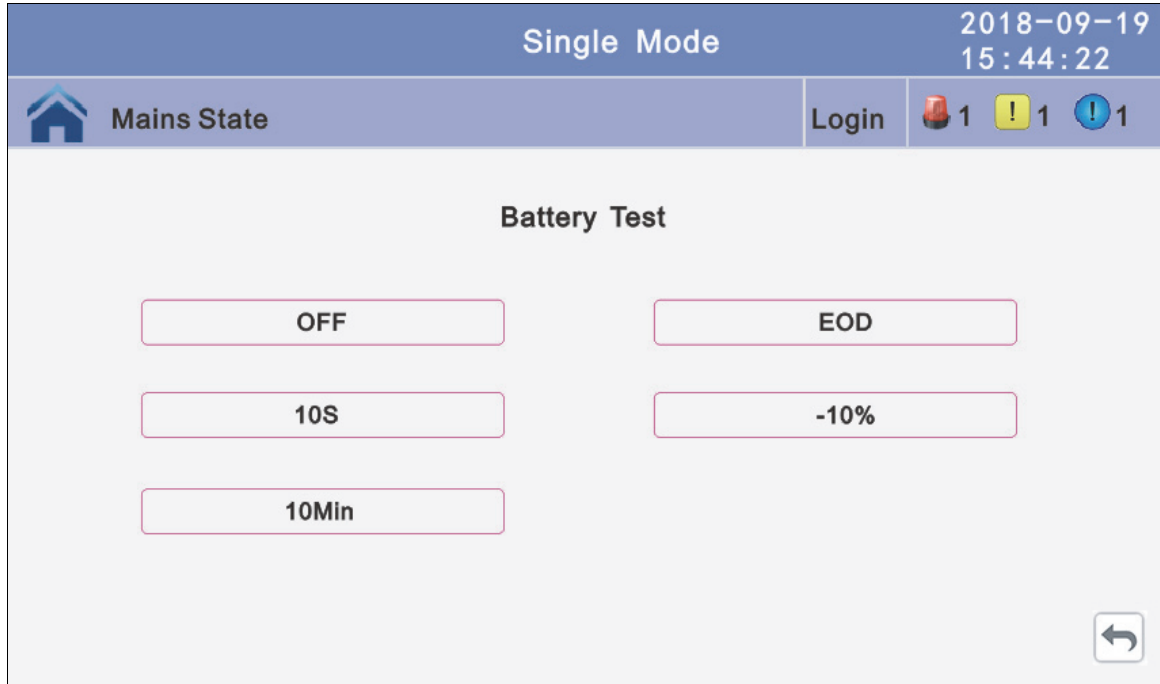 Single Mode
2018-09-19
15:44:22
Mains State
Login
1
! 1
! 1
Battery Test
OFF
EOD
10S
-10%
10Min